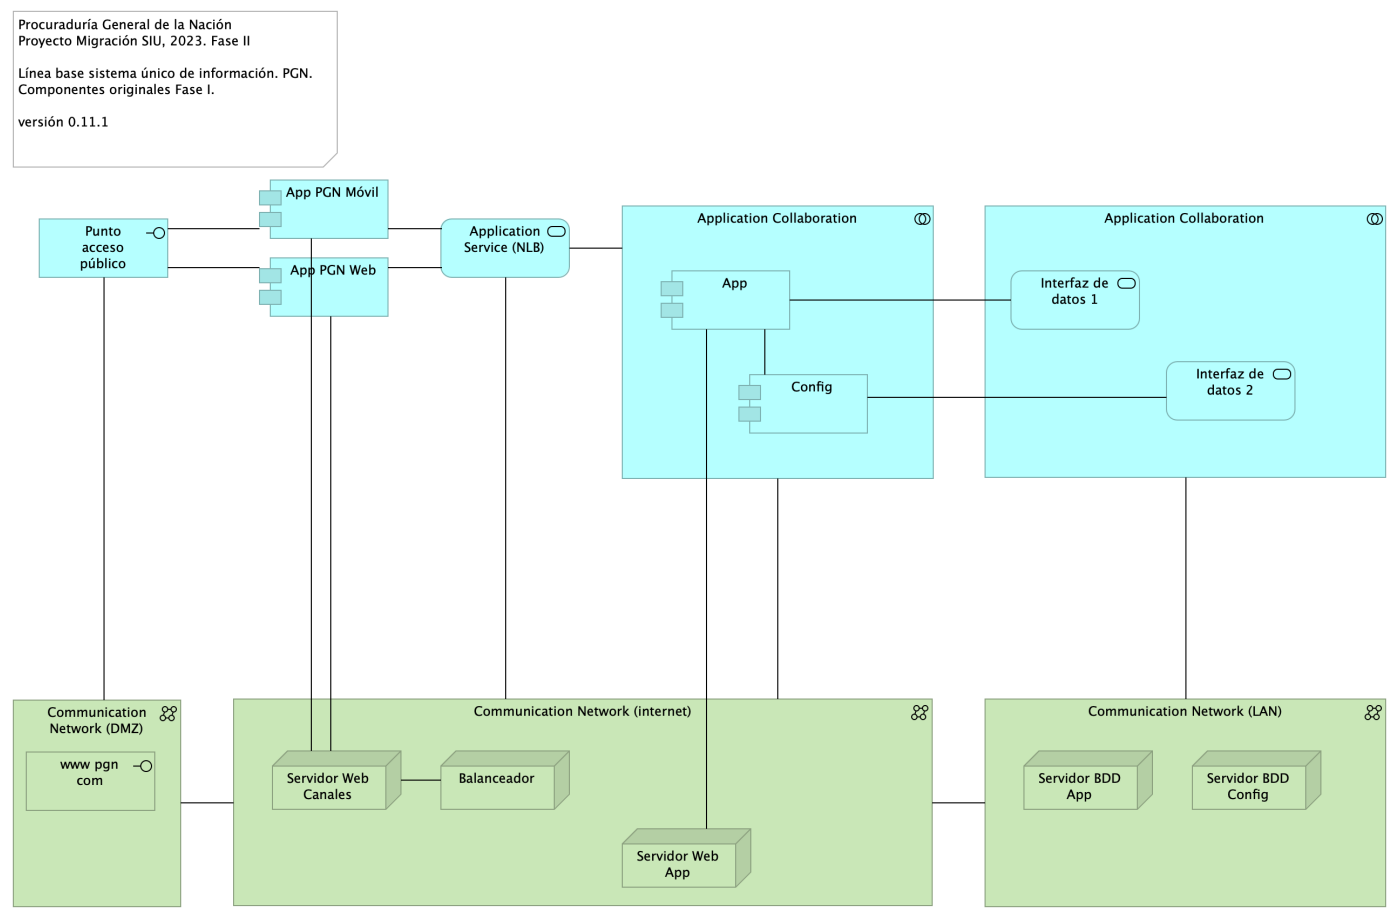 Procuraduría General de la Nación
Proyecto Migración SIU, 2023. Fase II
Línea base sistema único de información. PGN.
Componentes originales Fase I.
versión 0.11.1
Punto
acceso
público
App PGN Móvil
App PGN Web
Application
Service (NLB)
Application Collaboration
App
Config
Application Collaboration
Interfaz de
datos 1
Interfaz de
datos 2
Communication
Network (DMZ)
www pgn
com
Communication Network (internet)
Servidor Web
Canales
Balanceador
Servidor Web
App
Communication Network (LAN)
Servidor BDD
App
Servidor BDD
Config